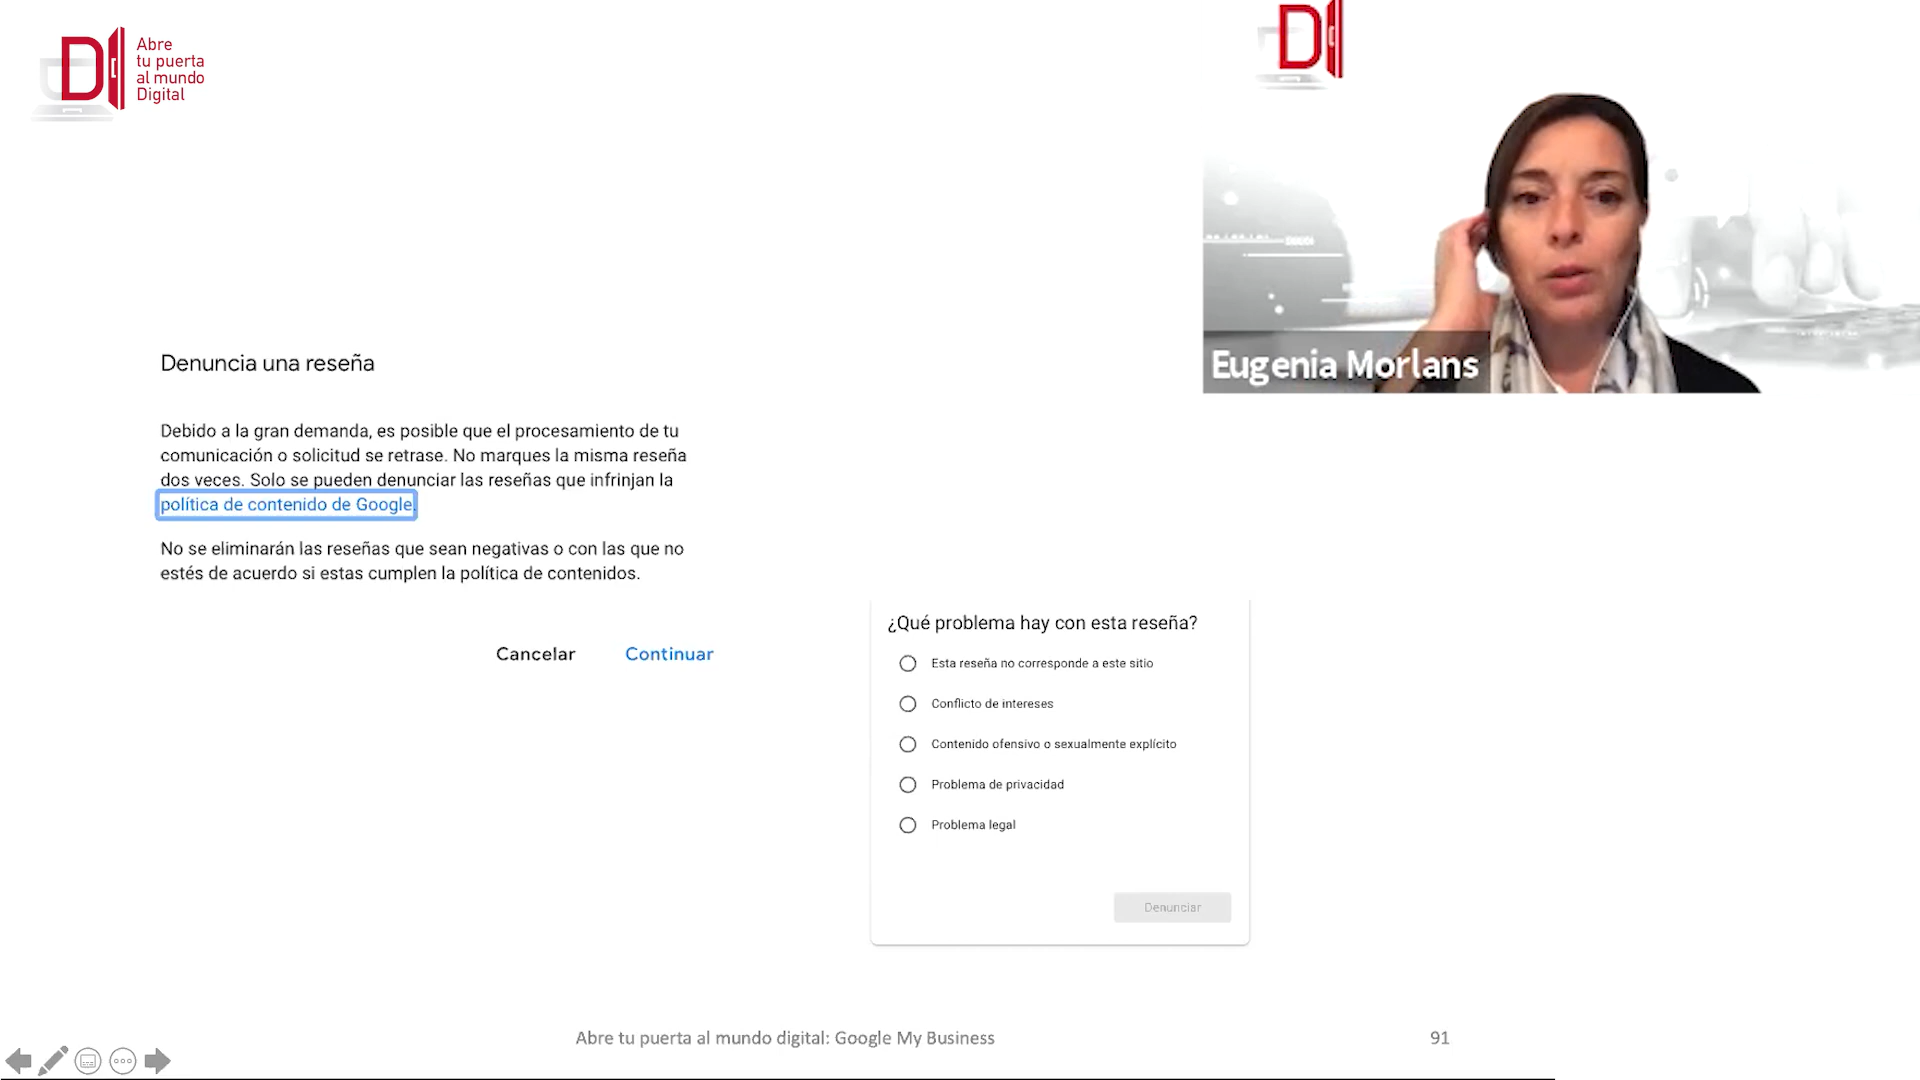 Abre
tu puerta
al mundo
Digital
Eugenia Morlans
Denuncia una reseña
Debido a la gran demanda, es posible que el procesamiento de tu
comunicación o solicitud se retrase. No marques la misma reseña
dos veces. Solo se pueden denunciar las reseñas que infrinjan la
política de contenido de Google.
No se eliminarán las reseñas que sean negativas o con las que no
estés de acuerdo si estas cumplen la política de contenidos.
Cancelar Continuar
¿Qué problema hay con esta reseña?
Esta reseña no corresponde a este sitio
Conflicto de intereses
Contenido ofensivo o sexualmente explícito
Problema de privacidad
Problema legal
Denunciar
Abre tu puerta al mundo digital: Google My Business 91